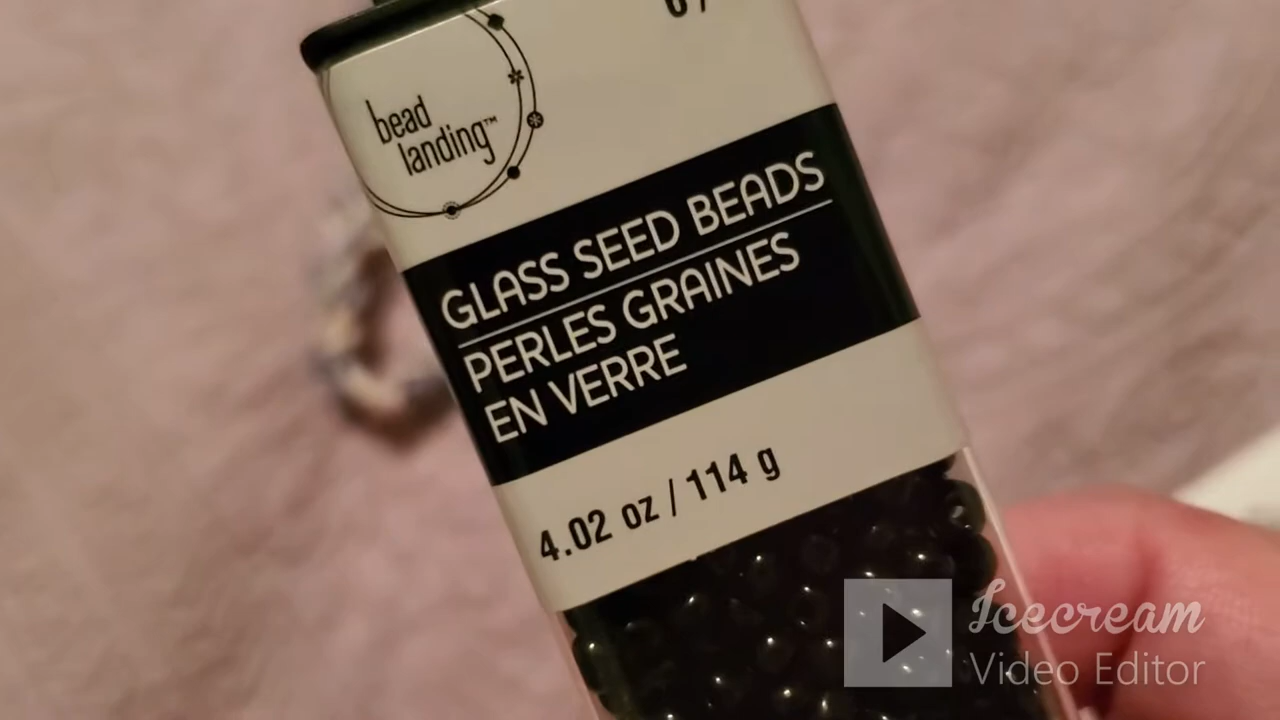 bead
landing™
GLASS SEED BEADS
PERLES GRAINES
EN VERRE
4.02 oz / 114 g
Icecream
Video Editor